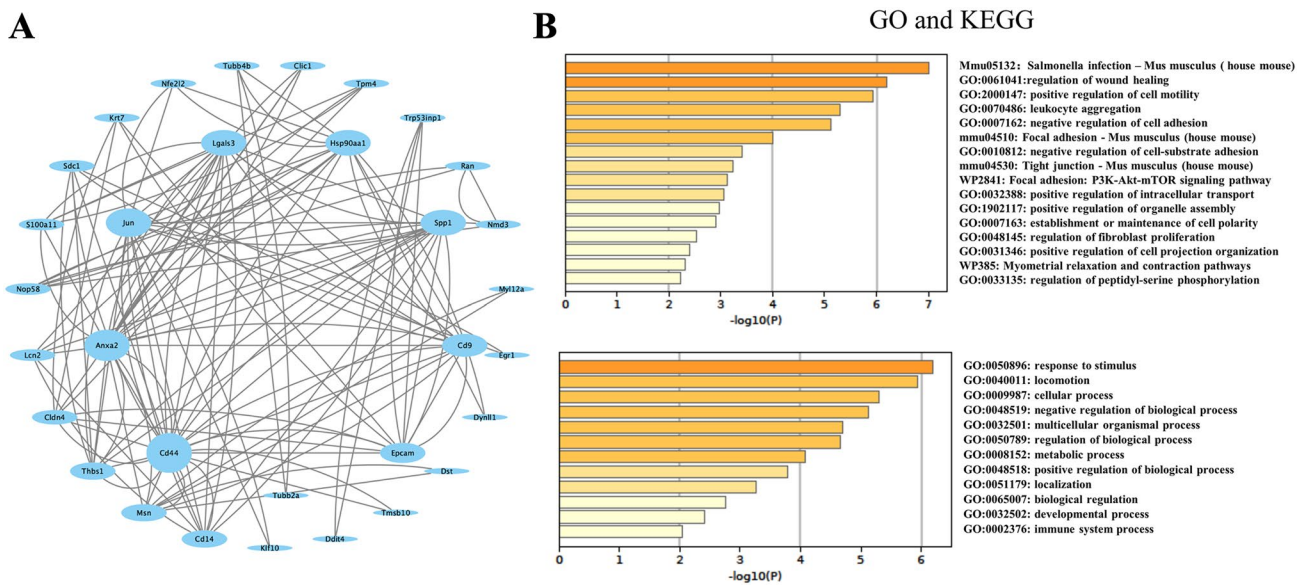 A
B
GO and KEGG
Tubb4b
Clic1
Nfe2l2
Tpm4
Krt7
Trp53inp1
Lgals3
Hsp90aa1
Sdc1
Ran
S100a11
Jun
Spp1
Nmd3
Nop58
Myl12a
Anxa2
Cd9
Lcn2
Egr1
Cldn4
Dynll1
Cd44
Epcam
Thbs1
Dst
Tubb2a
Msn
Tmsb10
Cd14
Ddit4
Klf10
Mmu05132: Salmonella infection – Mus musculus ( house mouse)
GO:0061041:regulation of wound healing
GO:2000147: positive regulation of cell motility
GO:0070486: leukocyte aggregation
GO:0007162: negative regulation of cell adhesion
mmu04510: Focal adhesion - Mus musculus (house mouse)
GO:0010812: negative regulation of cell-substrate adhesion
mmu04530: Tight junction - Mus musculus (house mouse)
WP2841: Focal adhesion: P3K-Akt-mTOR signaling pathway
GO:0032388: positive regulation of intracellular transport
GO:1902117: positive regulation of organelle assembly
GO:0007163: establishment or maintenance of cell polarity
GO:0048145: regulation of fibroblast proliferation
GO:0031346: positive regulation of cell projection organization
WP385: Myometrial relaxation and contraction pathways
GO:0033135: regulation of peptidyl-serine phosphorylation
0 1 2 3 4 5 6 7
-log10(P)
GO:0050896: response to stimulus
GO:0040011: locomotion
GO:0009987: cellular process
GO:0048519: negative regulation of biological process
GO:0032501: multicellular organismal process
GO:0050789: regulation of biological process
GO:0008152: metabolic process
GO:0048518: positive regulation of biological process
GO:0051179: localization
GO:0065007: biological regulation
GO:0032502: developmental process
GO:0002376: immune system process
0 1 2 3 4 5 6
-log10(P)